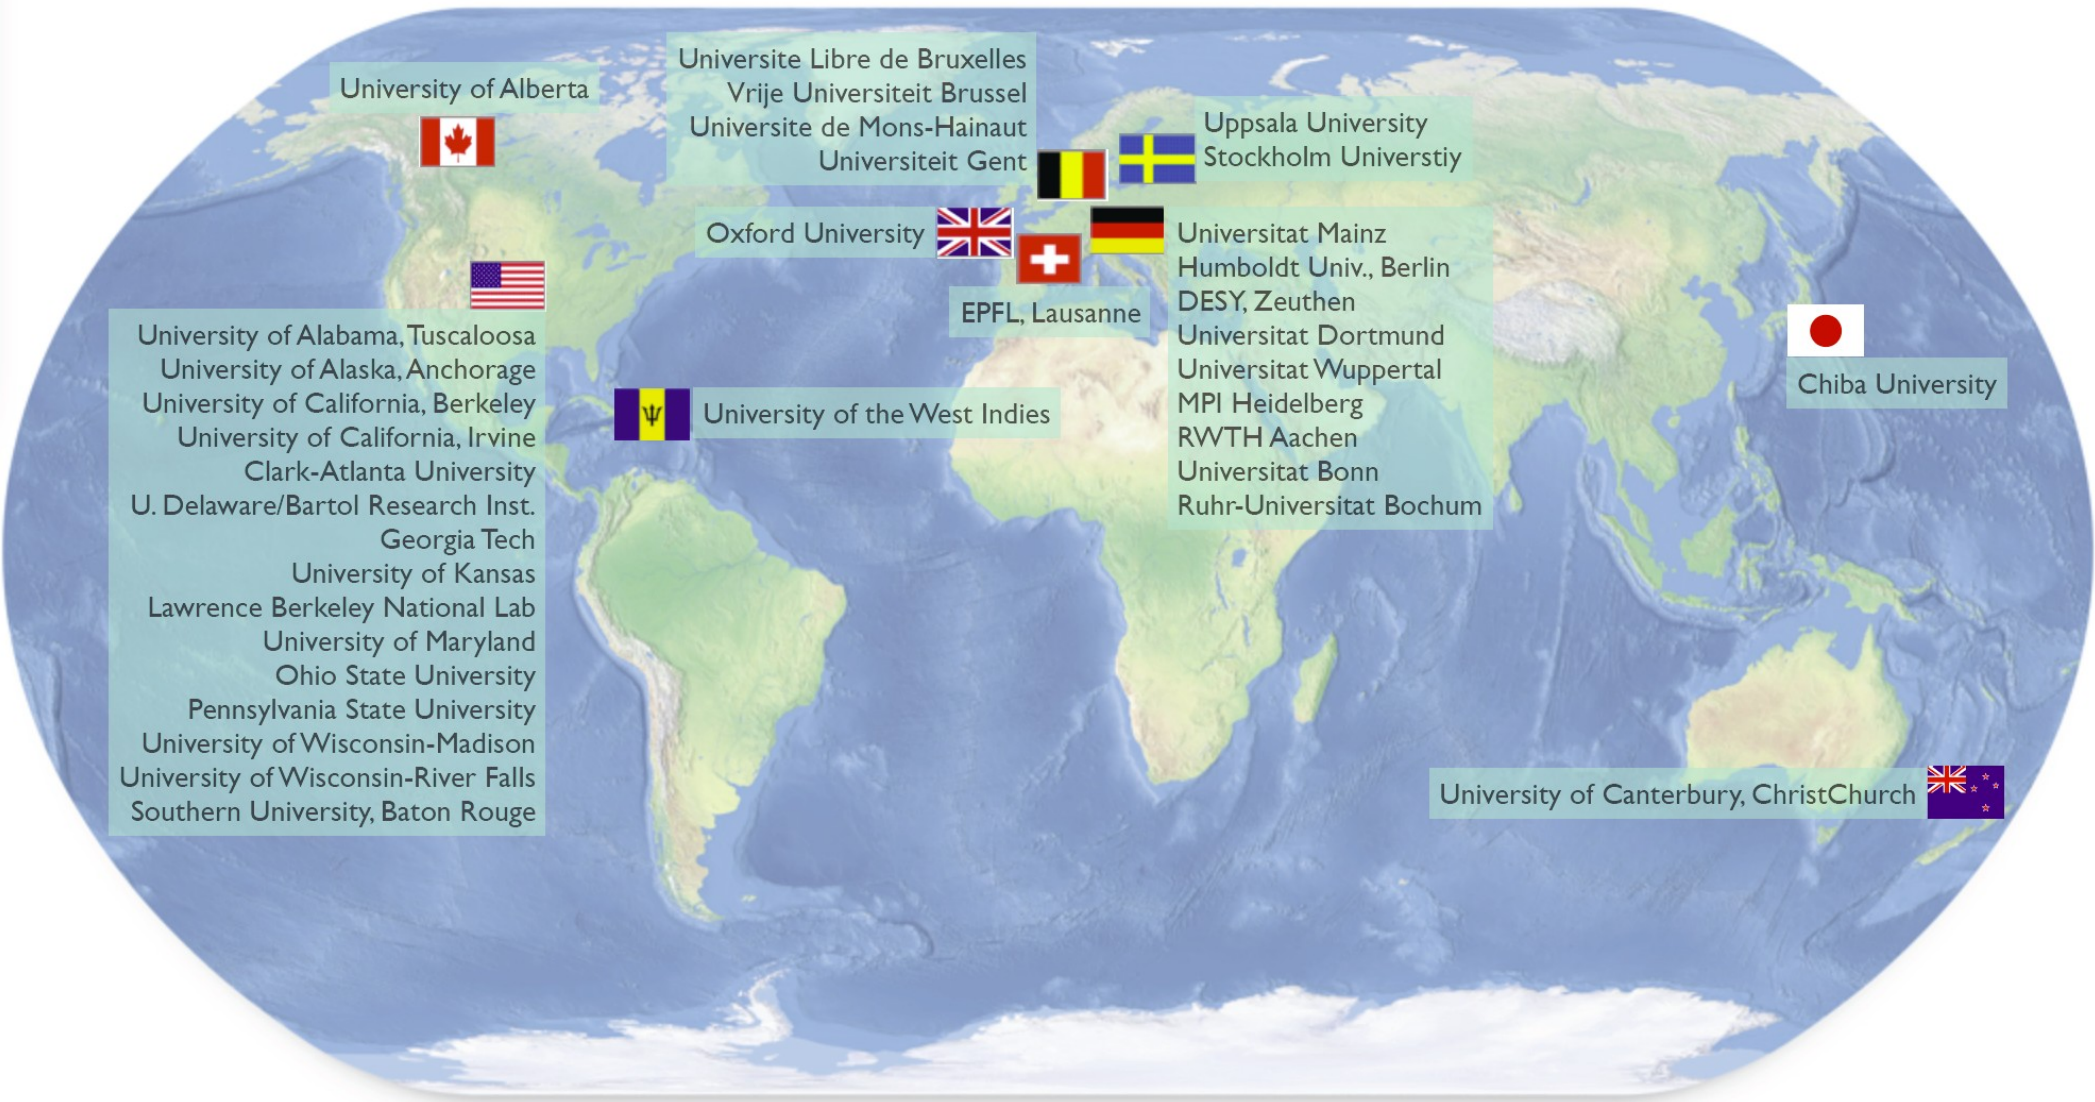 University of Alberta
Universite Libre de Bruxelles
Vrije Universiteit Brussel
Universite de Mons-Hainaut
Universiteit Gent
Uppsala University
Stockholm Universtiy
Oxford University
EPFL, Lausanne
Universitat Mainz
Humboldt Univ., Berlin
DESY, Zeuthen
Universitat Dortmund
Universitat Wuppertal
MPI Heidelberg
RWTH Aachen
Universitat Bonn
Ruhr-Universitat Bochum
Chiba University
University of Alabama, Tuscaloosa
University of Alaska, Anchorage
University of California, Berkeley
University of California, Irvine
Clark-Atlanta University
U. Delaware/Bartol Research Inst.
Georgia Tech
University of Kansas
Lawrence Berkeley National Lab
University of Maryland
Ohio State University
Pennsylvania State University
University of Wisconsin-Madison
University of Wisconsin-River Falls
Southern University, Baton Rouge
University of the West Indies
University of Canterbury, ChristChurch